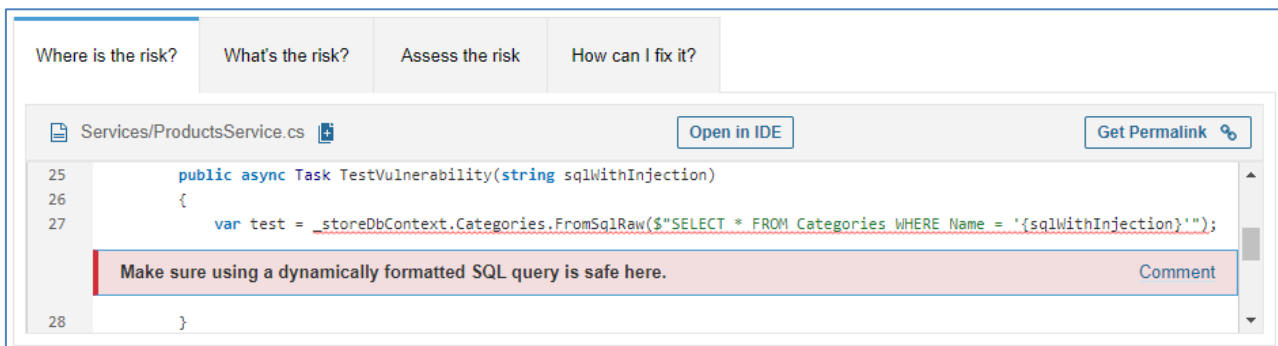 Where is the risk? What's the risk? Assess the risk How can I fix it?
Services/ProductsService.cs Open in IDE Get Permalink
25 public async Task TestVulnerability(string sqlWithInjection)
26 {
27 var test = _storeDbContext.Categories.FromSqlRaw($"SELECT * FROM Categories WHERE Name = '{sqlWithInjection}'");
Make sure using a dynamically formatted SQL query is safe here. Comment
28 }